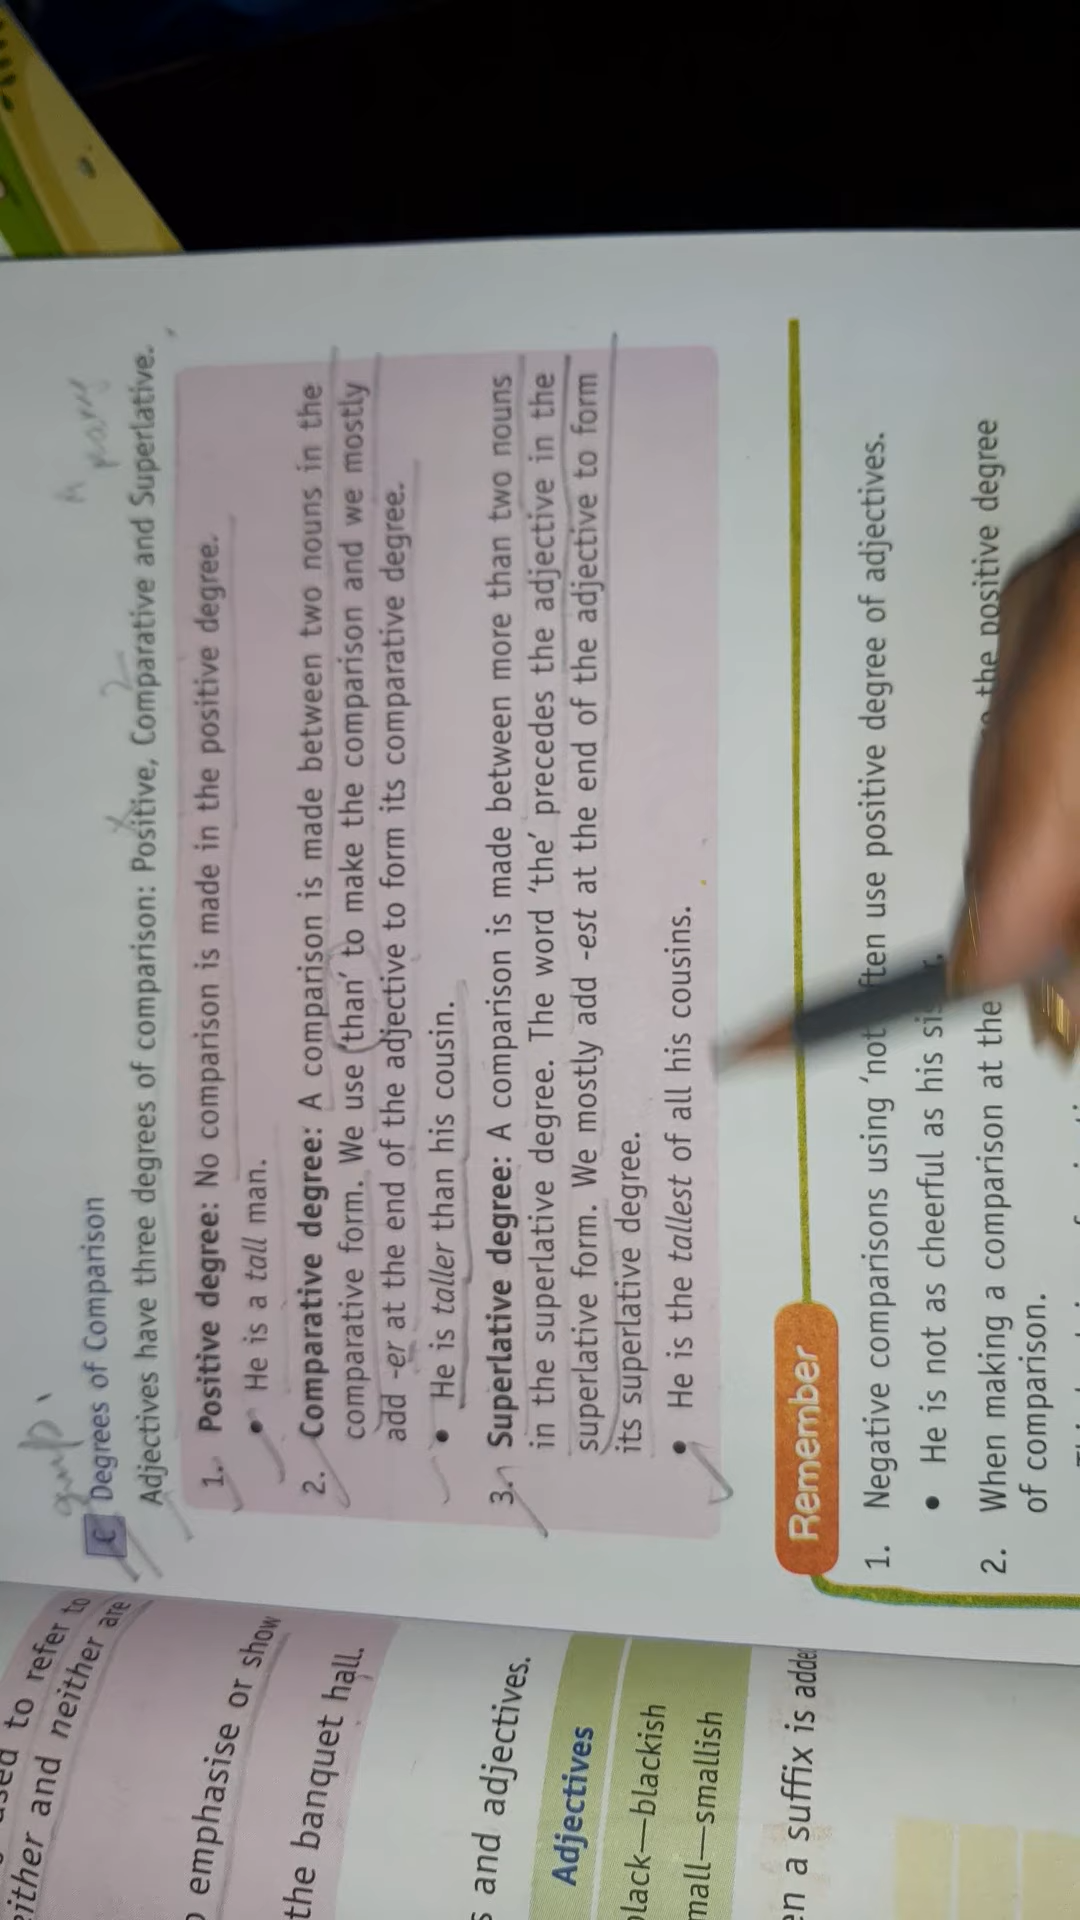 used to refer to
either and neither are
emphasise or show
the banquet hall.
and adjectives.
Adjectives
black—blackish
small—smallish
a suffix is added
C Degrees of Comparison
Adjectives have three degrees of comparison: Positive, Comparative and Superlative.
1. Positive degree: No comparison is made in the positive degree.
• He is a tall man.
2. Comparative degree: A comparison is made between two nouns in the
comparative form. We use ‘than’ to make the comparison and we mostly
add -er at the end of the adjective to form its comparative degree.
• He is taller than his cousin.
3. Superlative degree: A comparison is made between more than two nouns
in the superlative degree. The word ‘the’ precedes the adjective in the
superlative form. We mostly add -est at the end of the adjective to form
its superlative degree.
• He is the tallest of all his cousins.
Remember
1. Negative comparisons using ‘not often use positive degree of adjectives.
• He is not as cheerful as his
2. When making a comparison at the the positive degree
of comparison.